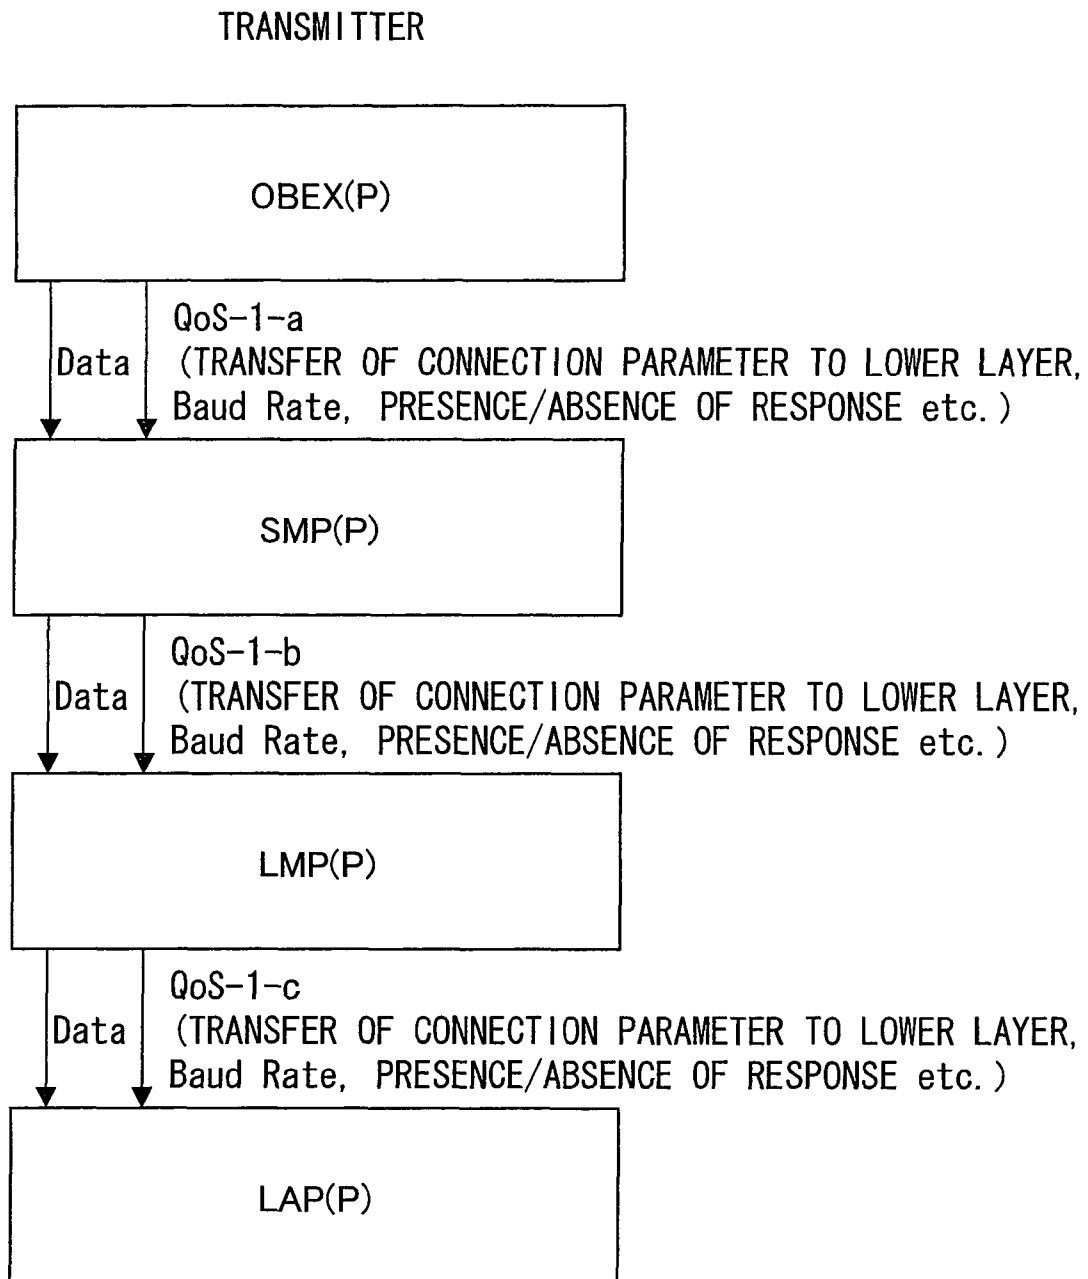 TRANSMITTER
OBEX(P)
QoS-1-a
Data (TRANSFER OF CONNECTION PARAMETER TO LOWER LAYER,
Baud Rate, PRESENCE/ABSENCE OF RESPONSE etc.)
SMP(P)
QoS-1-b
Data (TRANSFER OF CONNECTION PARAMETER TO LOWER LAYER,
Baud Rate, PRESENCE/ABSENCE OF RESPONSE etc.)
LMP(P)
QoS-1-c
Data (TRANSFER OF CONNECTION PARAMETER TO LOWER LAYER,
Baud Rate, PRESENCE/ABSENCE OF RESPONSE etc.)
LAP(P)